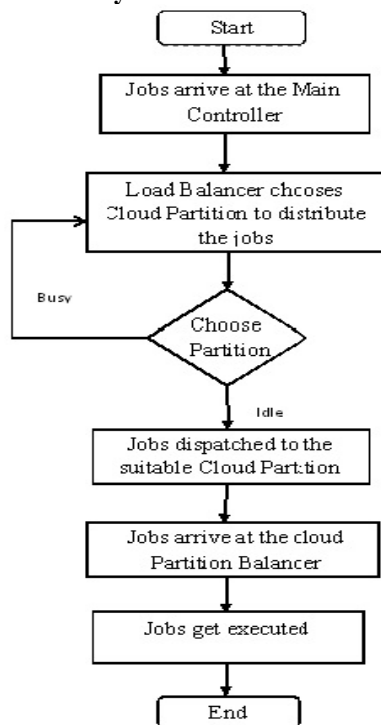 Start
Jobs arrive at the Main
Controller
Load Balancer chooses
Cloud Partition to distribute
the jobs
Busy
Choose
Partition
Idle
Jobs dispatched to the
suitable Cloud Partition
Jobs arrive at the cloud
Partition Balancer
Jobs get executed
End